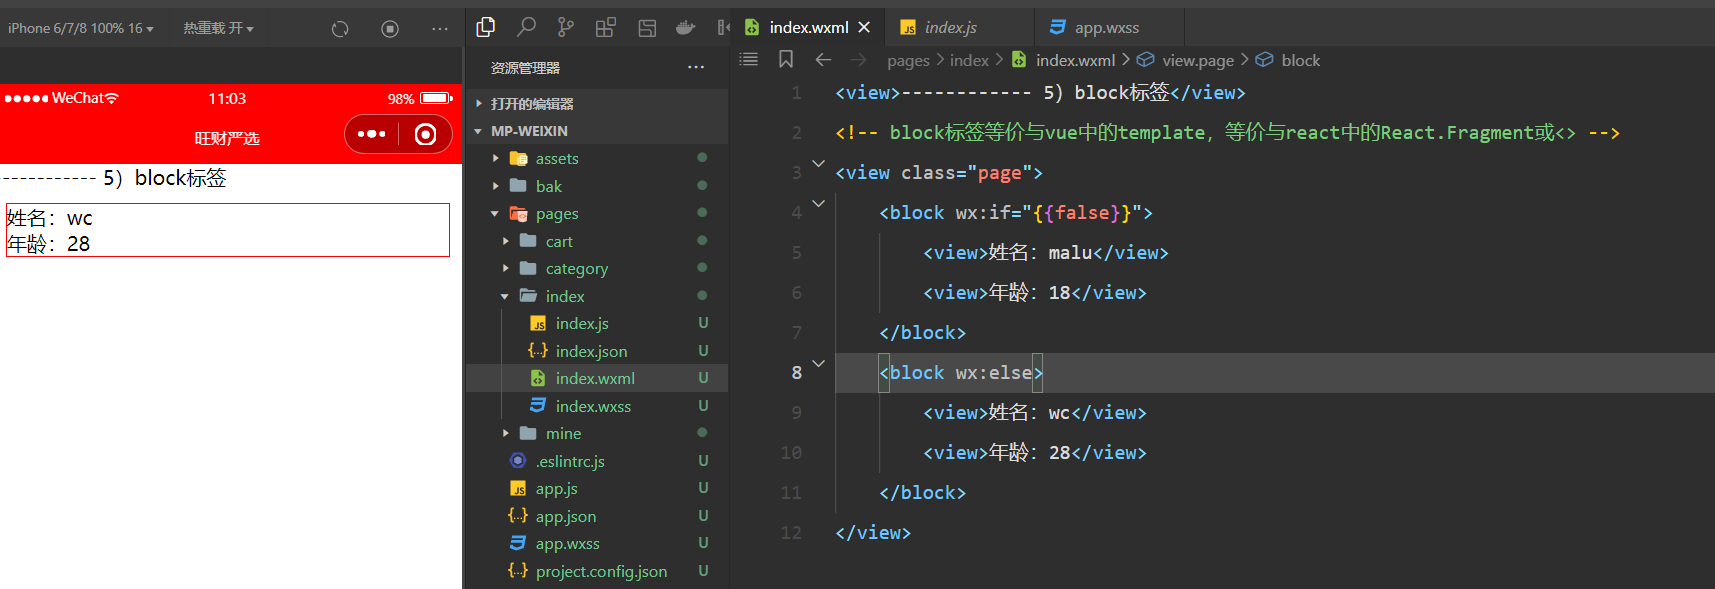 iPhone 6/7/8 100% 16
热重载 开
WeChat
11:03
98%
旺财严选
------------ 5）block标签
姓名：wc
年龄：28
资源管理器
打开的编辑器
MP-WEIXIN
assets
bak
pages
cart
category
index
index.js U
index.json U
index.wxml U
index.wxss U
mine
.eslintrc.js U
app.js U
app.json U
app.wxss U
project.config.json U
index.wxml
index.js
app.wxss
pages > index > index.wxml > view.page > block
1 <view>------------ 5）block标签</view>
2 <!-- block标签等价与vue中的template，等价与react中的React.Fragment或<> -->
3 <view class="page">
4 <block wx:if="{{false}}">
5 <view>姓名：malu</view>
6 <view>年龄：18</view>
7 </block>
8 <block wx:else>
9 <view>姓名：wc</view>
10 <view>年龄：28</view>
11 </block>
12 </view>